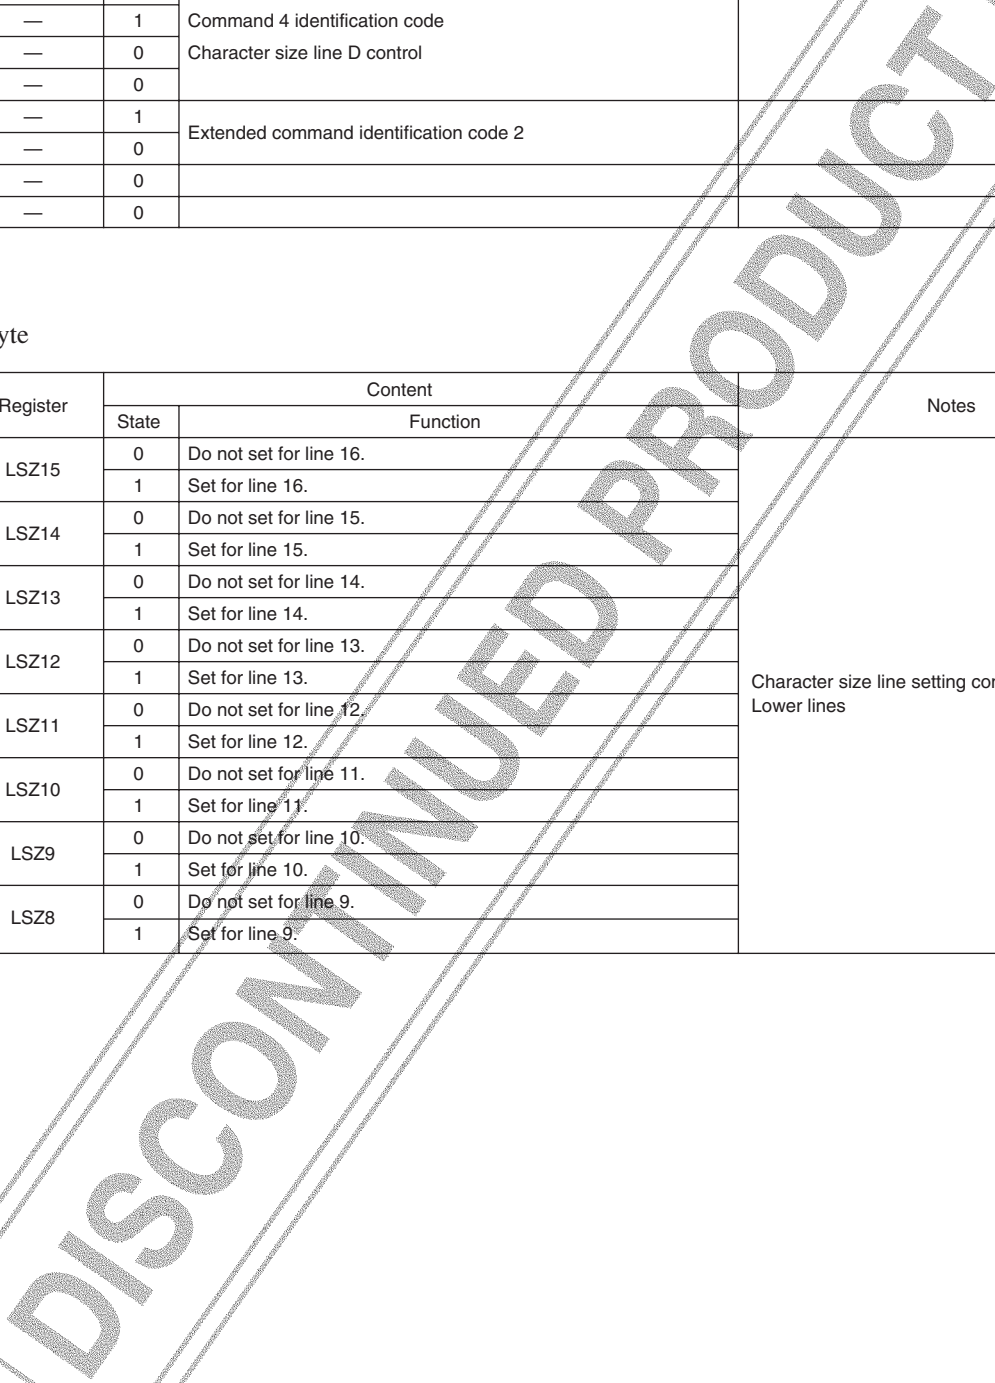 — 1 Command 4 identification code
— 0 Character size line D control
— 0
— 1 Extended command identification code 2
— 0
— 0
— 0
yte
Register Content Notes
State Function
LSZ15 0 Do not set for line 16.
1 Set for line 16.
LSZ14 0 Do not set for line 15.
1 Set for line 15.
LSZ13 0 Do not set for line 14.
1 Set for line 14.
LSZ12 0 Do not set for line 13.
1 Set for line 13.
LSZ11 0 Do not set for line 12.
1 Set for line 12.
LSZ10 0 Do not set for line 11.
1 Set for line 11.
LSZ9 0 Do not set for line 10.
1 Set for line 10.
LSZ8 0 Do not set for line 9.
1 Set for line 9.
Character size line setting cor
Lower lines
DISCONTINUED PRODUCT